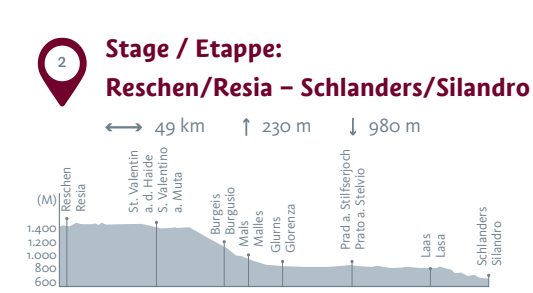 2
Stage / Etappe:
Reschen/Resia – Schlanders/Silandro
49 km
230 m
980 m
(M)
1.400
1.200
1.000
800
600
Reschen
Resia
St. Valentin
a. d. Haide
S. Valentino
a. Muta
Burgeis
Burgusio
Mals
Malles
Glurns
Glorenza
Prad a. Stilfserjoch
Prato a. Stelvio
Laas
Lasa
Schlanders
Silandro